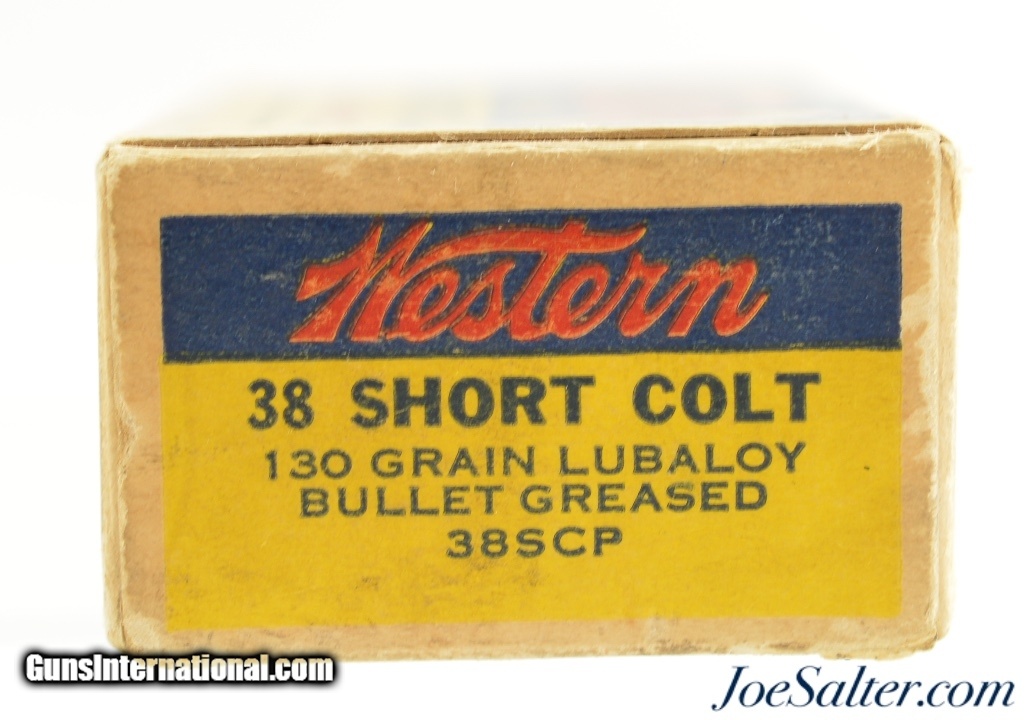 Western
38 SHORT COLT
130 GRAIN LUBALOY
BULLET GREASED
38SCP
GunsInternational.com
JoeSalter.com